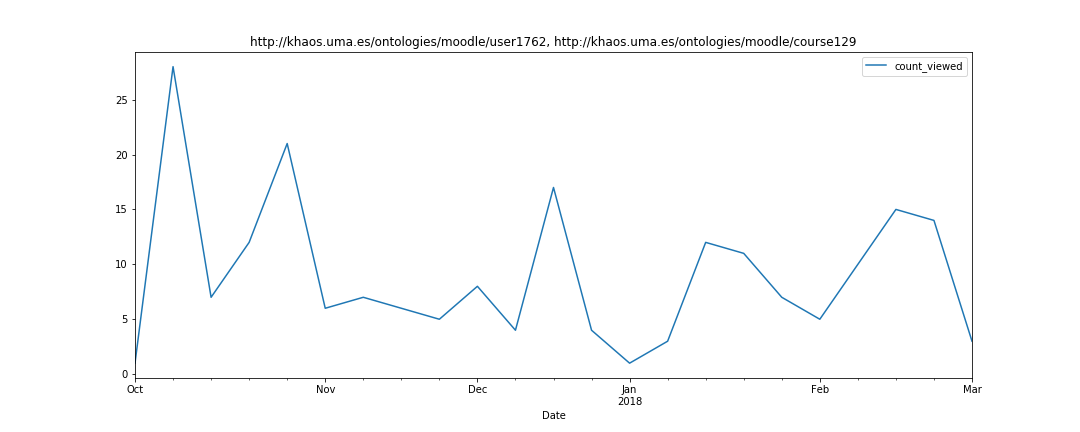 http://khaos.uma.es/ontologies/moodle/user1762, http://khaos.uma.es/ontologies/moodle/course129
count_viewed
25
20
15
10
5
0
Oct Nov Dec Jan Feb Mar
2018
Date